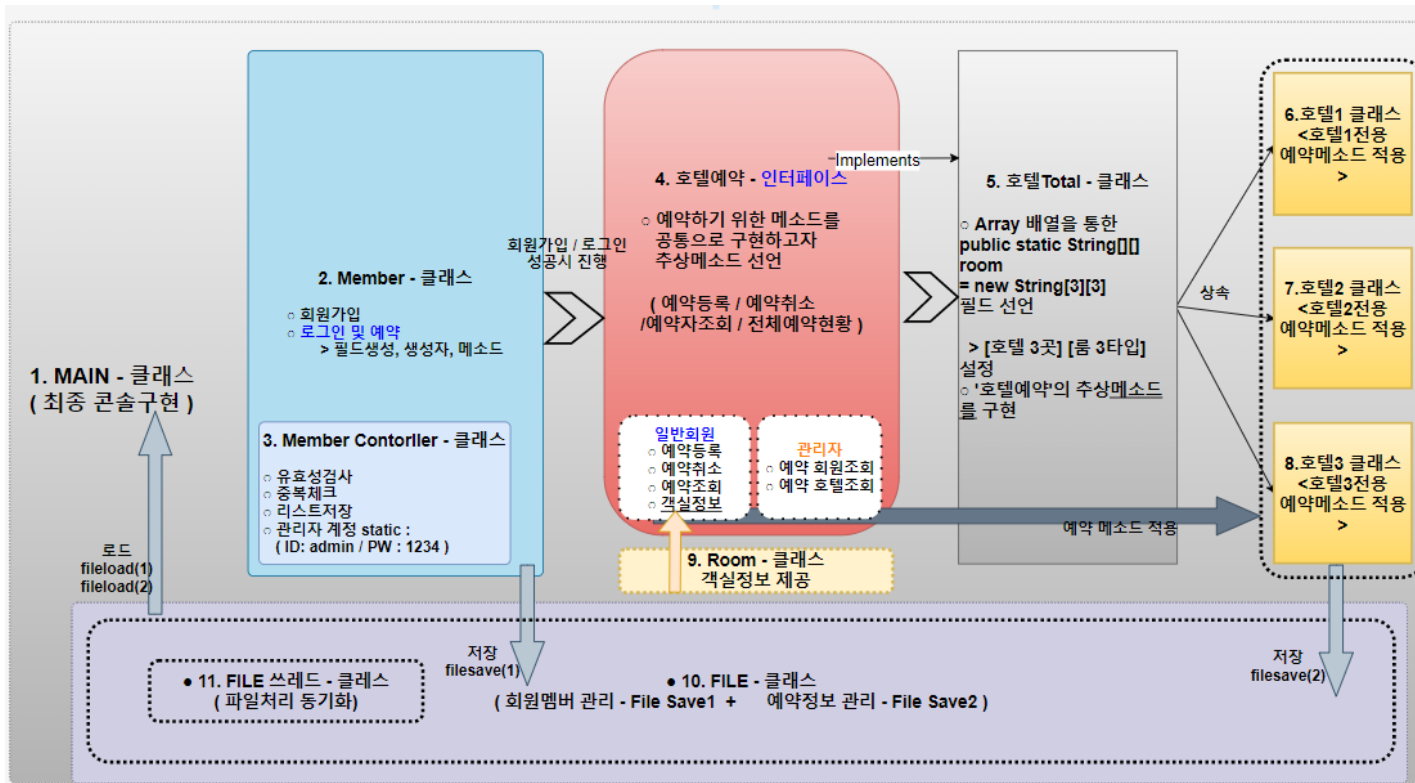 1. MAIN - 클래스
( 최종 콘솔구현 )
로드
fileload(1)
fileload(2)
2. Member - 클래스
○ 회원가입
○ 로그인 및 예약
> 필드생성, 생성자, 메소드
3. Member Contorller - 클래스
○ 유효성검사
○ 중복체크
○ 리스트저장
○ 관리자 계정 static :
( ID: admin / PW : 1234 )
회원가입 / 로그인
성공시 진행
4. 호텔예약 - 인터페이스
○ 예약하기 위한 메소드를
공통으로 구현하고자
추상메소드 선언
( 예약등록 / 예약취소
/예약자조회 / 전체예약현황 )
일반회원
○ 예약등록
○ 예약취소
○ 예약조회
○ 객실정보
관리자
○ 예약 회원조회
○ 예약 호텔조회
Implements
5. 호텔Total - 클래스
○ Array 배열을 통한
public static String[][]
room
= new String[3][3]
필드 선언
> [호텔 3곳] [룸 3타입]
설정
○ '호텔예약'의 추상메소드
를 구현
상속
예약 메소드 적용
6.호텔1 클래스
<호텔1전용
예약메소드 적용
>
7.호텔2 클래스
<호텔2전용
예약메소드 적용
>
8.호텔3 클래스
<호텔3전용
예약메소드 적용
>
9. Room - 클래스
객실정보 제공
저장
filesave(1)
저장
filesave(2)
● 11. FILE 쓰레드 - 클레스
( 파일처리 동기화)
● 10. FILE - 클래스
( 회원멤버 관리 - File Save1 + 예약정보 관리 - File Save2 )